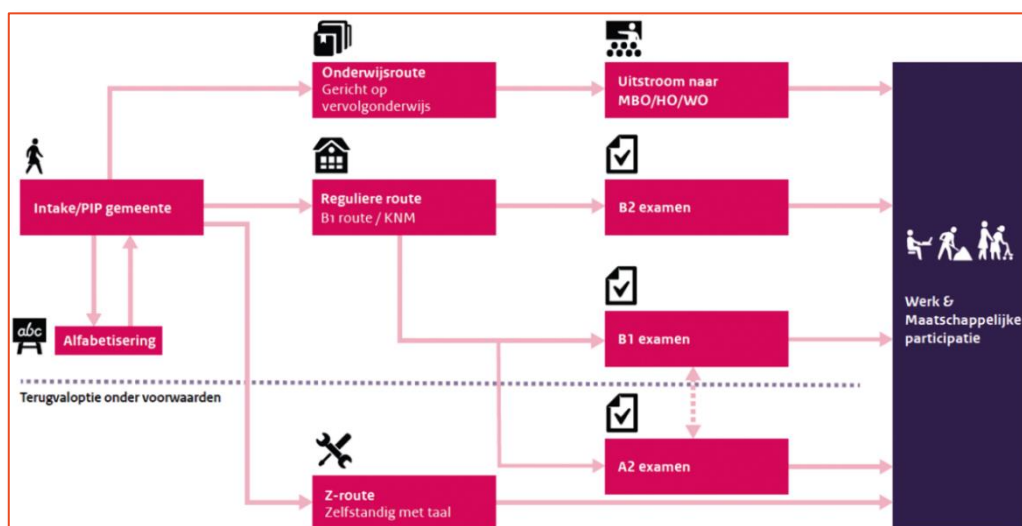 Onderwijsroute
Gericht op
vervolgonderwijs
Uitstroom naar
MBO/HO/WO
Intake/PIP gemeente
Reguliere route
B1 route / KNM
B2 examen
abc
Alfabetisering
B1 examen
Werk &
Maatschappelijke
participatie
Terugvaloptie onder voorwaarden
A2 examen
Z-route
Zelfstandig met taal